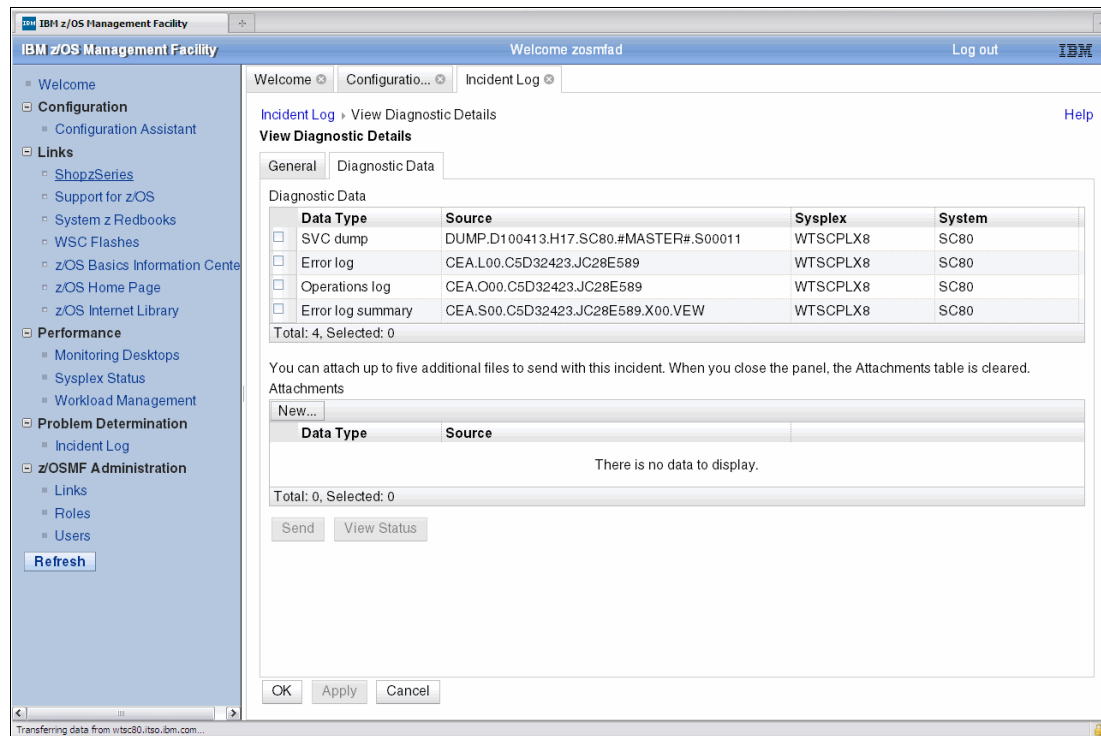 IBM IBM z/OS Management Facility
IBM z/OS Management Facility Welcome zosmfad Log out IBM
Welcome
Configuration
Configuration Assistant
Links
ShopzSeries
Support for z/OS
System z Redbooks
WSC Flashes
z/OS Basics Information Cente
z/OS Home Page
z/OS Internet Library
Performance
Monitoring Desktops
Sysplex Status
Workload Management
Problem Determination
Incident Log
z/OSMF Administration
Links
Roles
Users
Refresh
Welcome Configuratio... Incident Log
Incident Log View Diagnostic Details Help
View Diagnostic Details
General Diagnostic Data
Diagnostic Data
Data Type Source Sysplex System
SVC dump DUMP.D100413.H17.SC80.#MASTER#.S00011 WTSCPLX8 SC80
Error log CEA.L00.C5D32423.JC28E589 WTSCPLX8 SC80
Operations log CEA.O00.C5D32423.JC28E589 WTSCPLX8 SC80
Error log summary CEA.S00.C5D32423.JC28E589.X00.VEW WTSCPLX8 SC80
Total: 4, Selected: 0
You can attach up to five additional files to send with this incident. When you close the panel, the Attachments table is cleared.
Attachments
New...
Data Type Source
There is no data to display.
Total: 0, Selected: 0
Send View Status
OK Apply Cancel
Transferring data from wtsc80.itso.ibm.com...